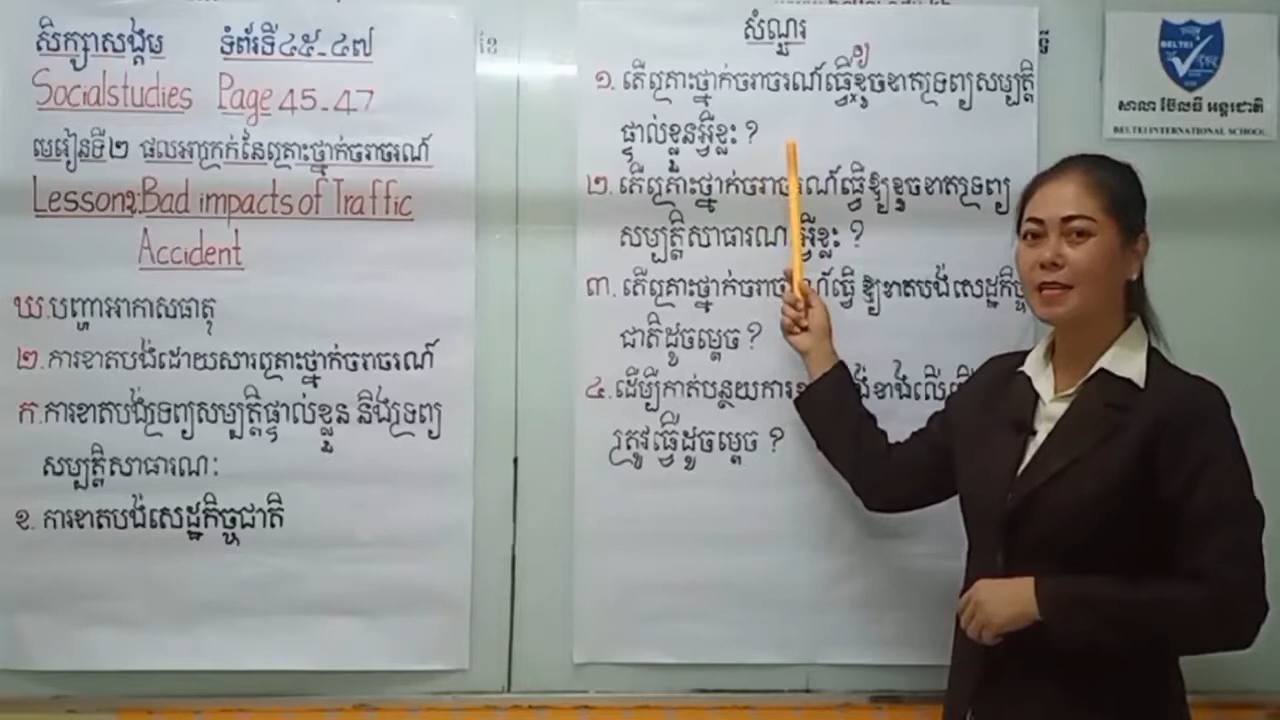 សិក្សាសង្គម ទំព័រទី៤៥-៤៧
Socialstudies Page 45-47
មេរៀនទី២ ផលអាក្រក់នៃគ្រោះថ្នាក់ចរាចរណ៍
Lesson២:Bad impacts of Traffic
Accident
ឃ.បញ្ហាអាកាសធាតុ
២.ការខាតបង់ដោយសារគ្រោះថ្នាក់ចរាចរណ៍
ក.ការខាតបង់ទ្រព្យសម្បត្តិផ្ទាល់ខ្លួន និងទ្រព្យ
សម្បត្តិសាធារណៈ
ខ. ការខាតបង់សេដ្ឋកិច្ចជាតិ
សំណួរ
១. តើគ្រោះថ្នាក់ចរាចរណ៍ធ្វើឱ្យខូចខាតទ្រព្យសម្បត្តិ
ផ្ទាល់ខ្លួនអ្វីខ្លះ ?
២.តើគ្រោះថ្នាក់ចរាចរណ៍ធ្វើឱ្យខូចខាតទ្រព្យ
សម្បត្តិសាធារណ អ្វីខ្លះ ?
៣. តើគ្រោះថ្នាក់ចរាចរណ៍ធ្វើឱ្យខាតបង់សេដ្ឋកិច្ច
ជាតិដូចម្តេច ?
៤.ដើម្បីកាត់បន្ថយការ ខាងលើ
ត្រូវធ្វើដូចម្តេច ?
BELTEI
សាលា ប៊ែលធី អន្តរជាតិ
BELTEI INTERNATIONAL SCHOOL